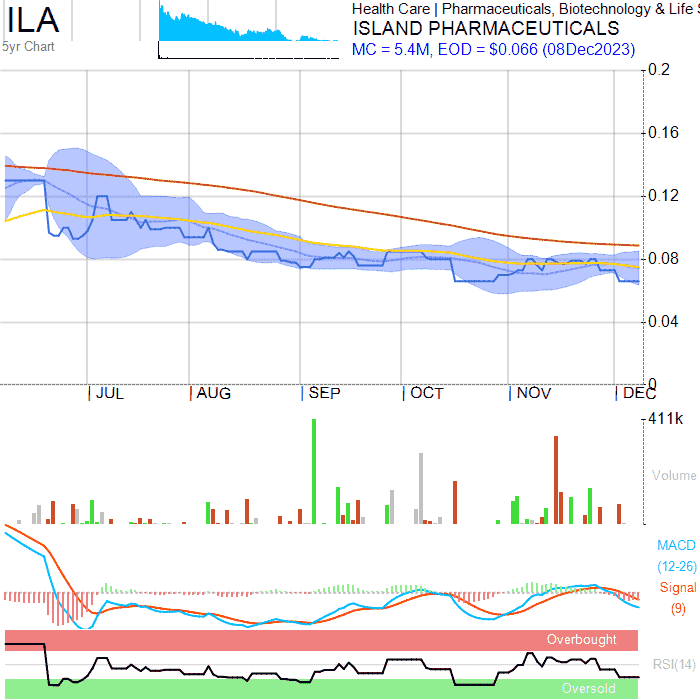 ILA
5yr Chart
Health Care | Pharmaceuticals, Biotechnology & Life S
ISLAND PHARMACEUTICALS
MC = 5.4M, EOD = $0.066 (08Dec2023)
0.2
0.16
0.12
0.08
0.04
0
JUL AUG SEP OCT NOV DEC
411k
Volume
MACD
(12-26)
Signal
(9)
Overbought
RSI(14)
Oversold